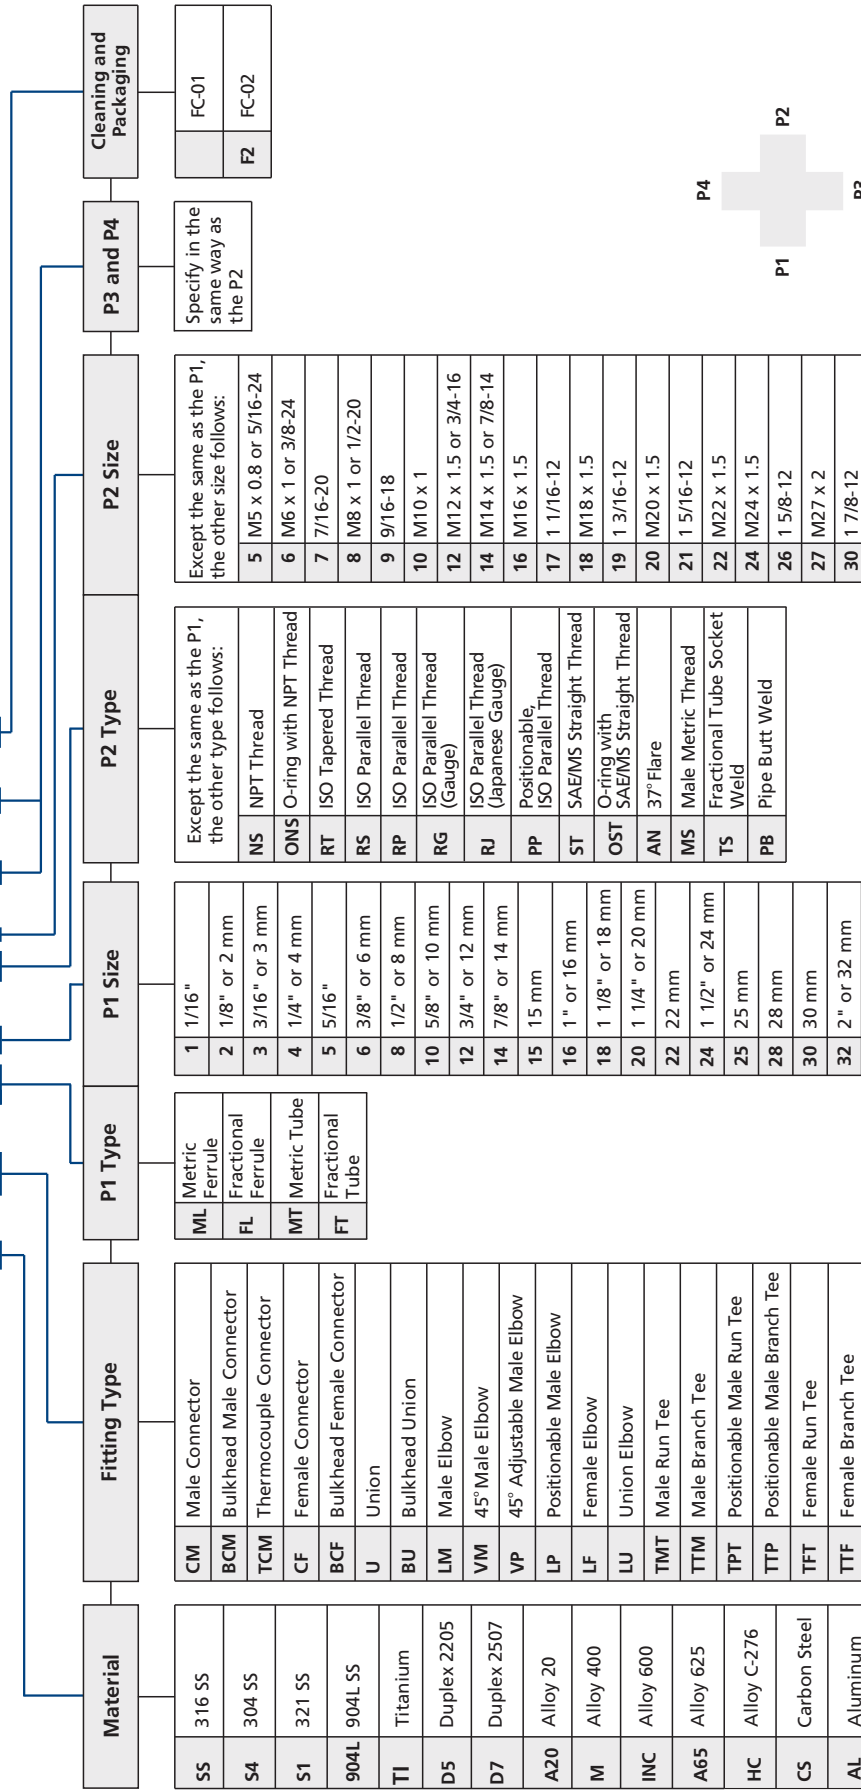 Material
SS 316 SS
S4 304 SS
S1 321 SS
904L 904L SS
TI Titanium
D5 Duplex 2205
D7 Duplex 2507
A20 Alloy 20
M Alloy 400
INC Alloy 600
A65 Alloy 625
HC Alloy C-276
CS Carbon Steel
AL Aluminum
Fitting Type
CM Male Connector
BCM Bulkhead Male Connector
TCM Thermocouple Connector
CF Female Connector
BCF Bulkhead Female Connector
U Union
BU Bulkhead Union
LM Male Elbow
VM 45° Male Elbow
VP 45° Adjustable Male Elbow
LP Positionable Male Elbow
LF Female Elbow
LU Union Elbow
TMT Male Run Tee
TTM Male Branch Tee
TPT Positionable Male Run Tee
TTP Positionable Male Branch Tee
TFT Female Run Tee
TTF Female Branch Tee
P1 Type
ML Metric
Ferrule
FL Fractional
Ferrule
MT Metric Tube
FT Fractional
Tube
P1 Size
1 1/16"
2 1/8" or 2 mm
3 3/16" or 3 mm
4 1/4" or 4 mm
5 5/16"
6 3/8" or 6 mm
8 1/2" or 8 mm
10 5/8" or 10 mm
12 3/4" or 12 mm
14 7/8" or 14 mm
15 15 mm
16 1" or 16 mm
18 1 1/8" or 18 mm
20 1 1/4" or 20 mm
22 22 mm
24 1 1/2" or 24 mm
25 25 mm
28 28 mm
30 30 mm
32 2" or 32 mm
P2 Type
Except the same as the P1,
the other type follows:
NS NPT Thread
ONS O-ring with NPT Thread
RT ISO Tapered Thread
RS ISO Parallel Thread
RP ISO Parallel Thread
RG ISO Parallel Thread
(Gauge)
RJ ISO Parallel Thread
(Japanese Gauge)
PP Positionable,
ISO Parallel Thread
ST SAE/MS Straight Thread
OST O-ring with
SAE/MS Straight Thread
AN 37° Flare
MS Male Metric Thread
TS Fractional Tube Socket
Weld
PB Pipe Butt Weld
P2 Size
Except the same as the P1,
the other size follows:
5 M5 x 0.8 or 5/16-24
6 M6 x 1 or 3/8-24
7 7/16-20
8 M8 x 1 or 1/2-20
9 9/16-18
10 M10 x 1
12 M12 x 1.5 or 3/4-16
14 M14 x 1.5 or 7/8-14
16 M16 x 1.5
17 1 1/16-12
18 M18 x 1.5
19 1 3/16-12
20 M20 x 1.5
21 1 5/16-12
22 M22 x 1.5
24 M24 x 1.5
26 1 5/8-12
27 M27 x 2
30 1 7/8-12
P3 and P4
Specify in the
same way as
the P2
Cleaning and
Packaging
FC-01
F2 FC-02
P4
P1
P2
P3